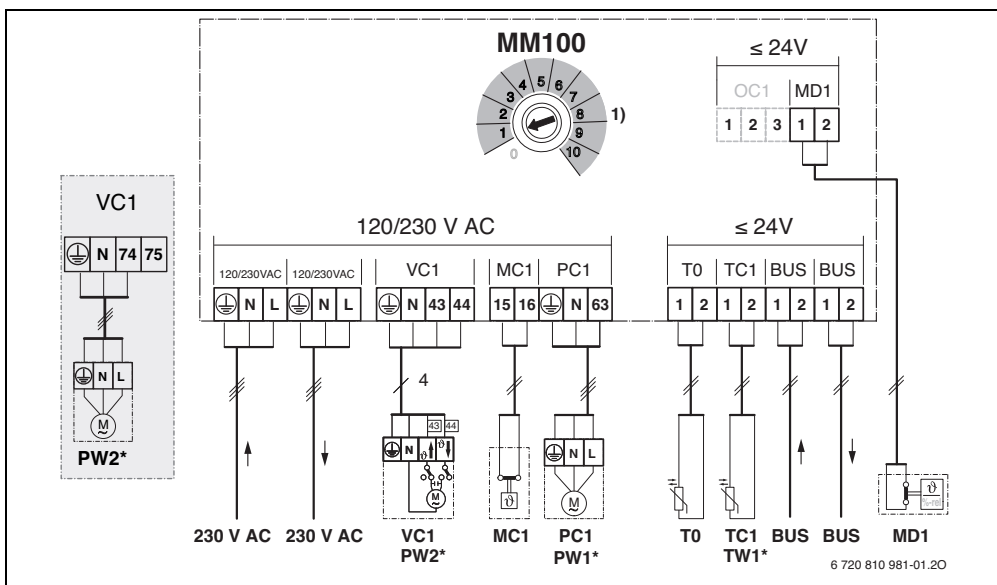 MM100
0 1 2 3 4 5 6 7 8 9 10
1)
≤ 24V
OC1 MD1
1 2 3 1 2
VC1
N 74 75
N L
M
~
PW2*
120/230 V AC
≤ 24V
120/230VAC 120/230VAC VC1 MC1 PC1 T0 TC1 BUS BUS
N L N L N 43 44 15 16 N 63 1 2 1 2 1 2 1 2
4
43 44
N ϑ ϑ
M
~
ϑ
N L
M
~
ϑ
%-rel.
230 V AC 230 V AC VC1 MC1 PC1 T0 TC1 BUS BUS MD1
PW2* PW1* TW1*
6 720 810 981-01.2O